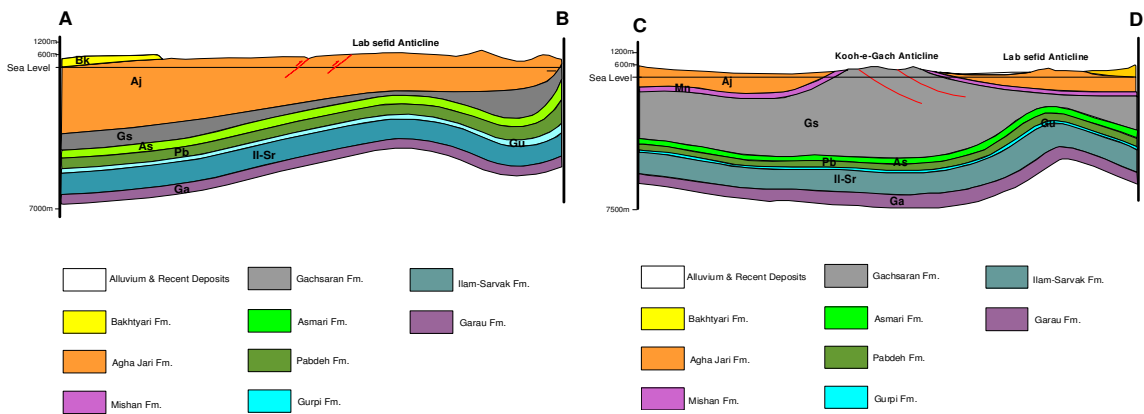 A
B
1200m
600m
Sea Level
Lab sefid Anticline
Bk
Aj
Gs
As
Pb
Il-Sr
Gu
Ga
7000m
Alluvium & Recent Deposits
Gachsaran Fm.
Ilam-Sarvak Fm.
Bakhtyari Fm.
Asmari Fm.
Garau Fm.
Agha Jari Fm.
Pabdeh Fm.
Mishan Fm.
Gurpi Fm.
C
D
1200m
600m
Sea Level
Kooh-e-Gach Anticline
Lab sefid Anticline
Aj
Mn
Gs
Gu
Pb
As
Il-Sr
Ga
7500m
Alluvium & Recent Deposits
Gachsaran Fm.
Ilam-Sarvak Fm.
Bakhtyari Fm.
Asmari Fm.
Garau Fm.
Agha Jari Fm.
Pabdeh Fm.
Mishan Fm.
Gurpi Fm.